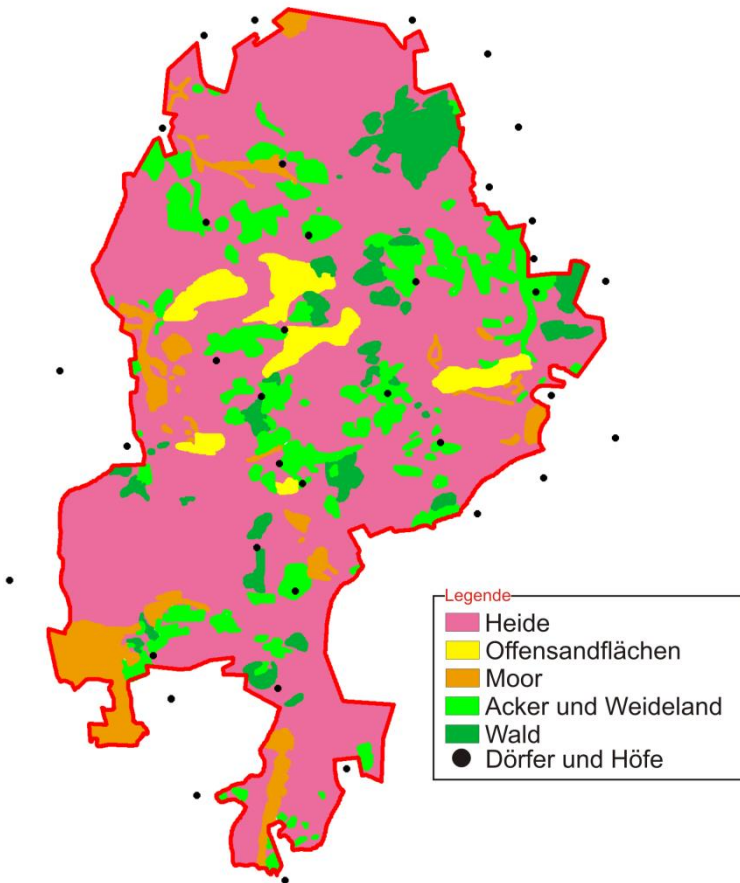 Legende
Heide
Offensandflächen
Moor
Acker und Weideland
Wald
Dörfer und Höfe